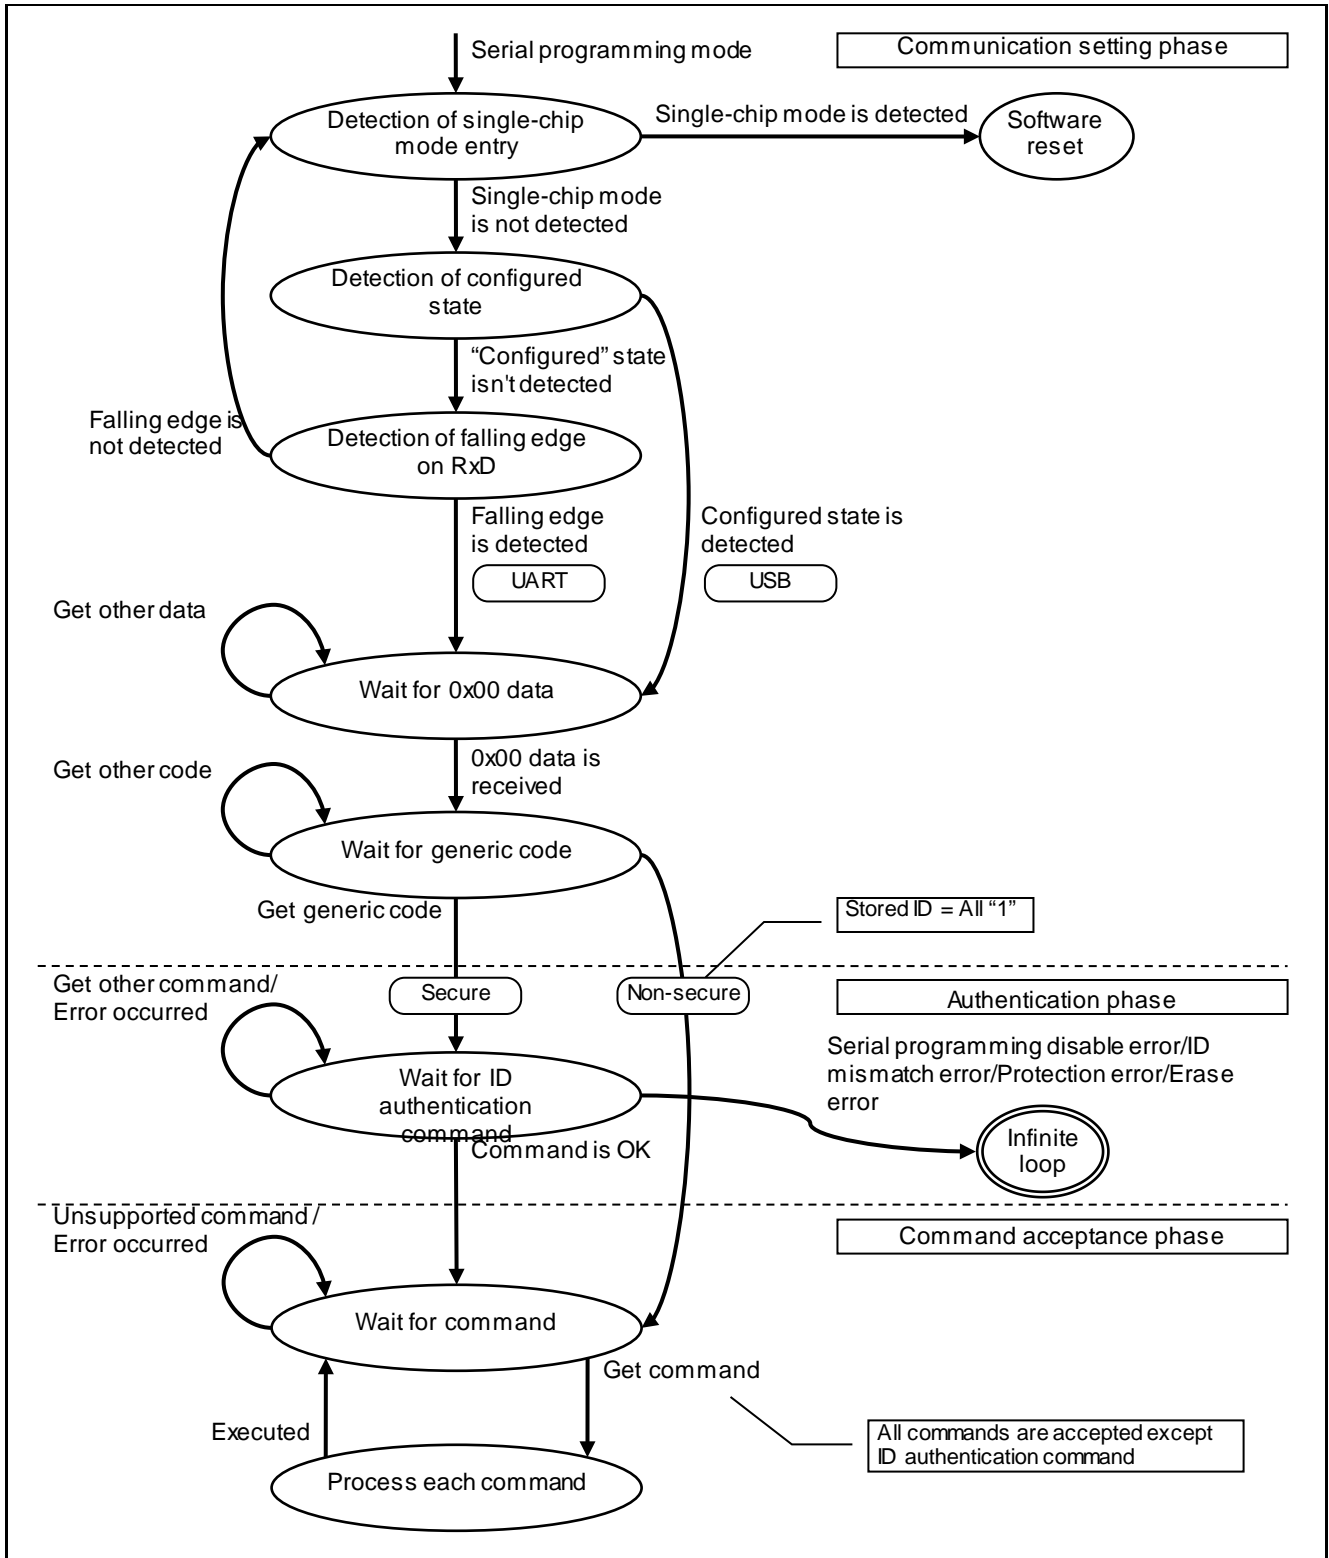 Serial programming mode
Communication setting phase
Detection of single-chip
mode entry
Single-chip mode is detected
Software
reset
Single-chip mode
is not detected
Detection of configured
state
“Configured” state
isn't detected
Falling edge is
not detected
Detection of falling edge
on RxD
Falling edge
is detected
UART
Configured state is
detected
USB
Get other data
Wait for 0x00 data
0x00 data is
received
Get other code
Wait for generic code
Get generic code
Stored ID = All “1”
Get other command/
Error occurred
Secure
Non-secure
Authentication phase
Serial programming disable error/ID
mismatch error/Protection error/Erase
error
Wait for ID
authentication
command
Command is OK
Infinite
loop
Unsupported command/
Error occurred
Command acceptance phase
Wait for command
Get command
Executed
All commands are accepted except
ID authentication command
Process each command